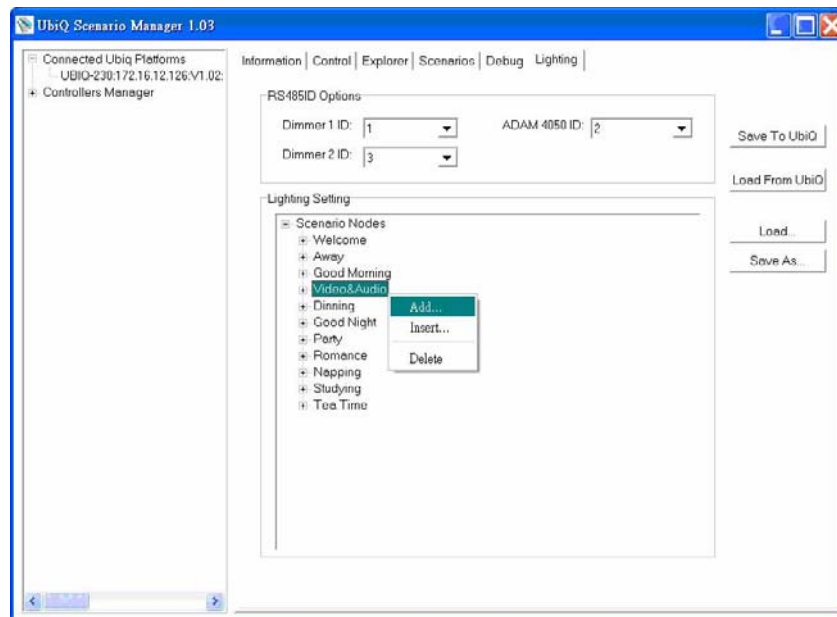 UbiQ Scenario Manager 1.03
Connected Ubiq Platforms
UBIQ-230:172.16.12.126:V1.02:
Controllers Manager
Information Control Explorer Scenarios Debug Lighting
RS485ID Options
Dimmer 1 ID: 1 ADAM 4050 ID: 2
Dimmer 2 ID: 3
Save To UbiQ
Load From UbiQ
Load...
Save As...
Lighting Setting
Scenario Nodes
Welcome
Away
Good Morning
Video&Audio
Dinning
Good Night
Party
Romance
Napping
Studying
Tea Time
Add...
Insert...
Delete